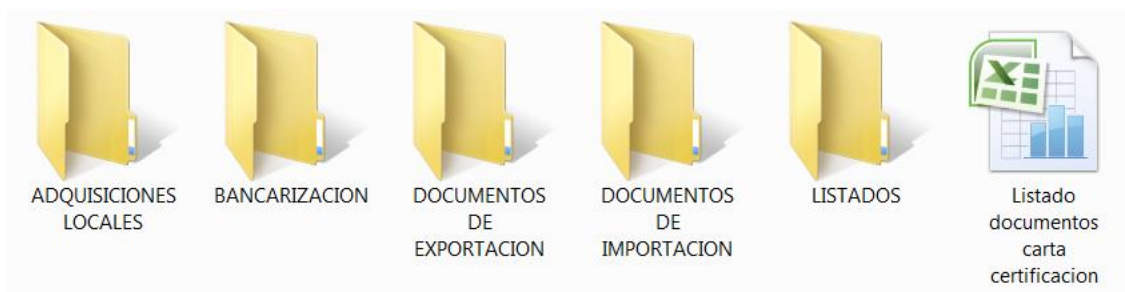 ADQUISICIONES
LOCALES
BANCARIZACION
DOCUMENTOS
DE
EXPORTACION
DOCUMENTOS
DE
IMPORTACION
LISTADOS
Listado
documentos
carta
certificacion